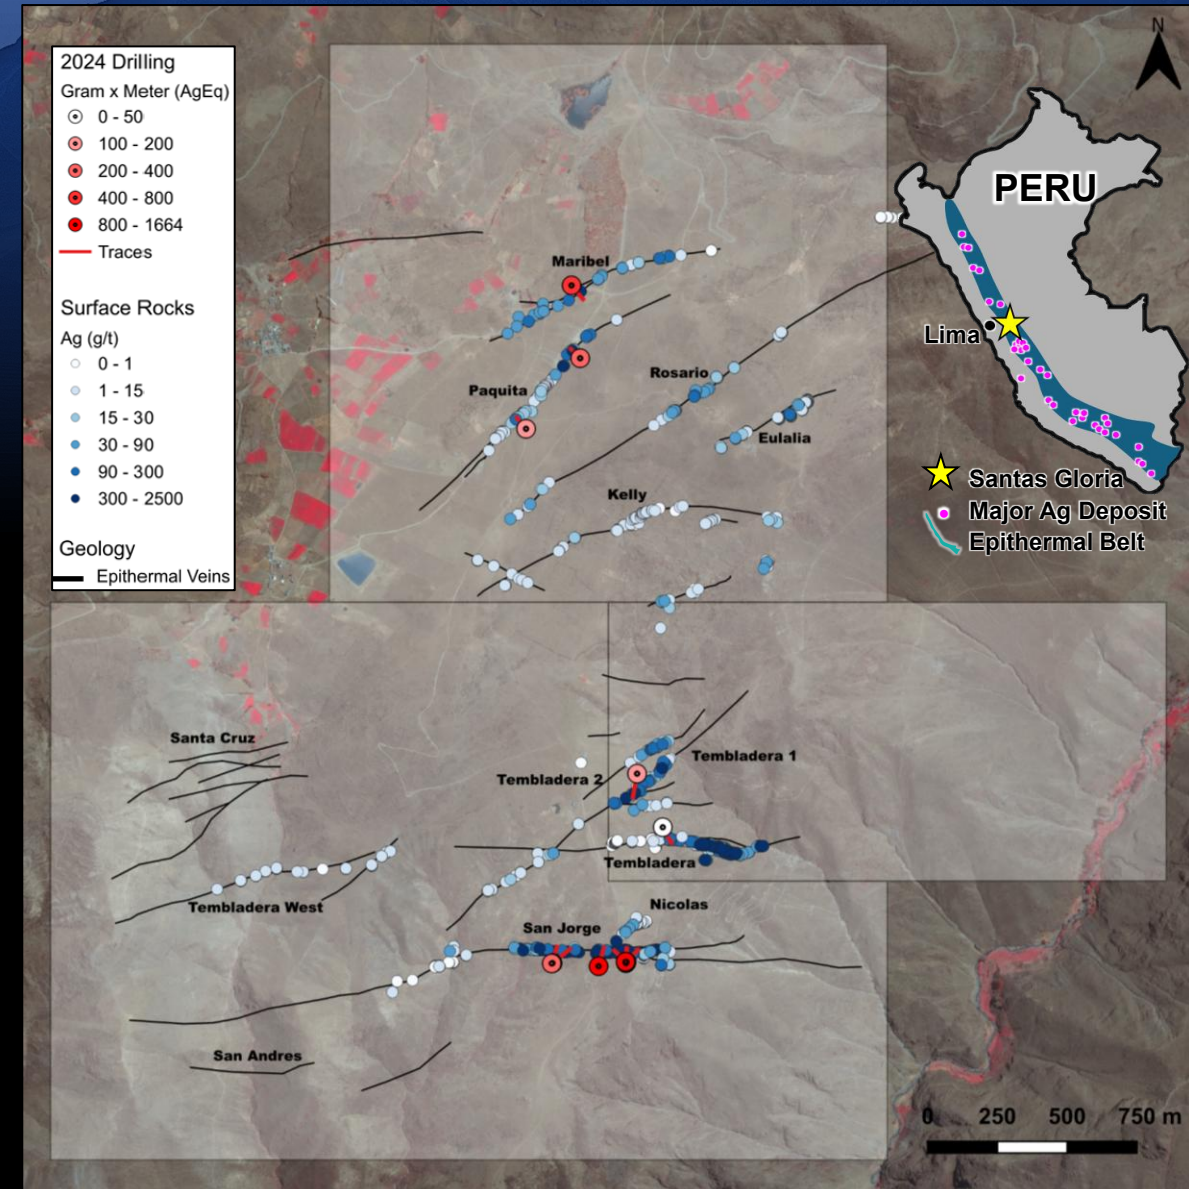 2024 Drilling
Gram x Meter (AgEq)
0 - 50
100 - 200
200 - 400
400 - 800
800 - 1664
Traces
Surface Rocks
Ag (g/t)
0 - 1
1 - 15
15 - 30
30 - 90
90 - 300
300 - 2500
Geology
Epithermal Veins
N
PERU
Lima
Santas Gloria
Major Ag Deposit
Epithermal Belt
Maribel
Paquita
Rosario
Eulalia
Kelly
Santa Cruz
Tembladera 1
Tembladera 2
Tembladera
Tembladera West
Nicolas
San Jorge
San Andres
0 250 500 750 m